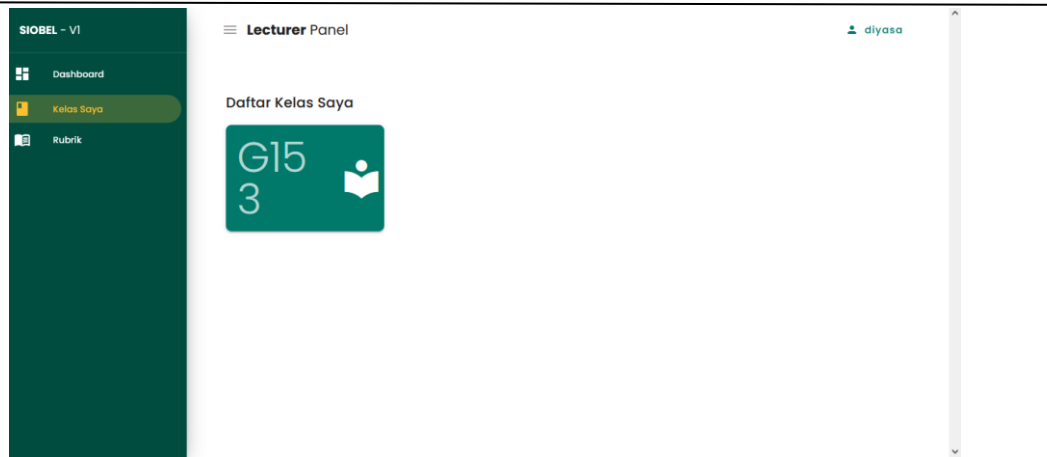 SIOBEL - V1
Lecturer Panel
diyasa
Dashboard
Kelas Saya
Rubrik
Daftar Kelas Saya
G15
3